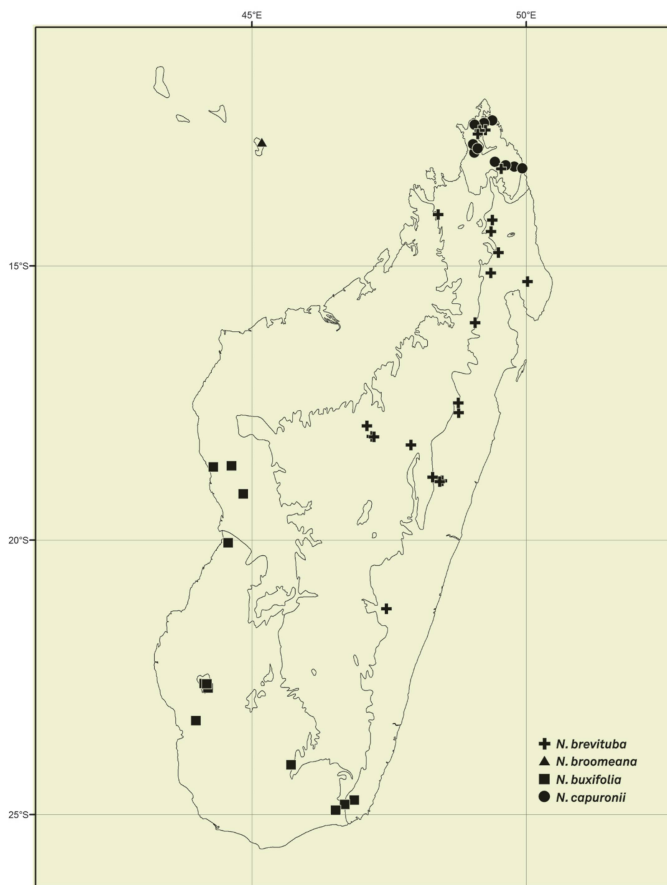 45°E 50°E
15°S
20°S
25°S
N. brevituba
N. broomeana
N. buxifolia
N. capuronii